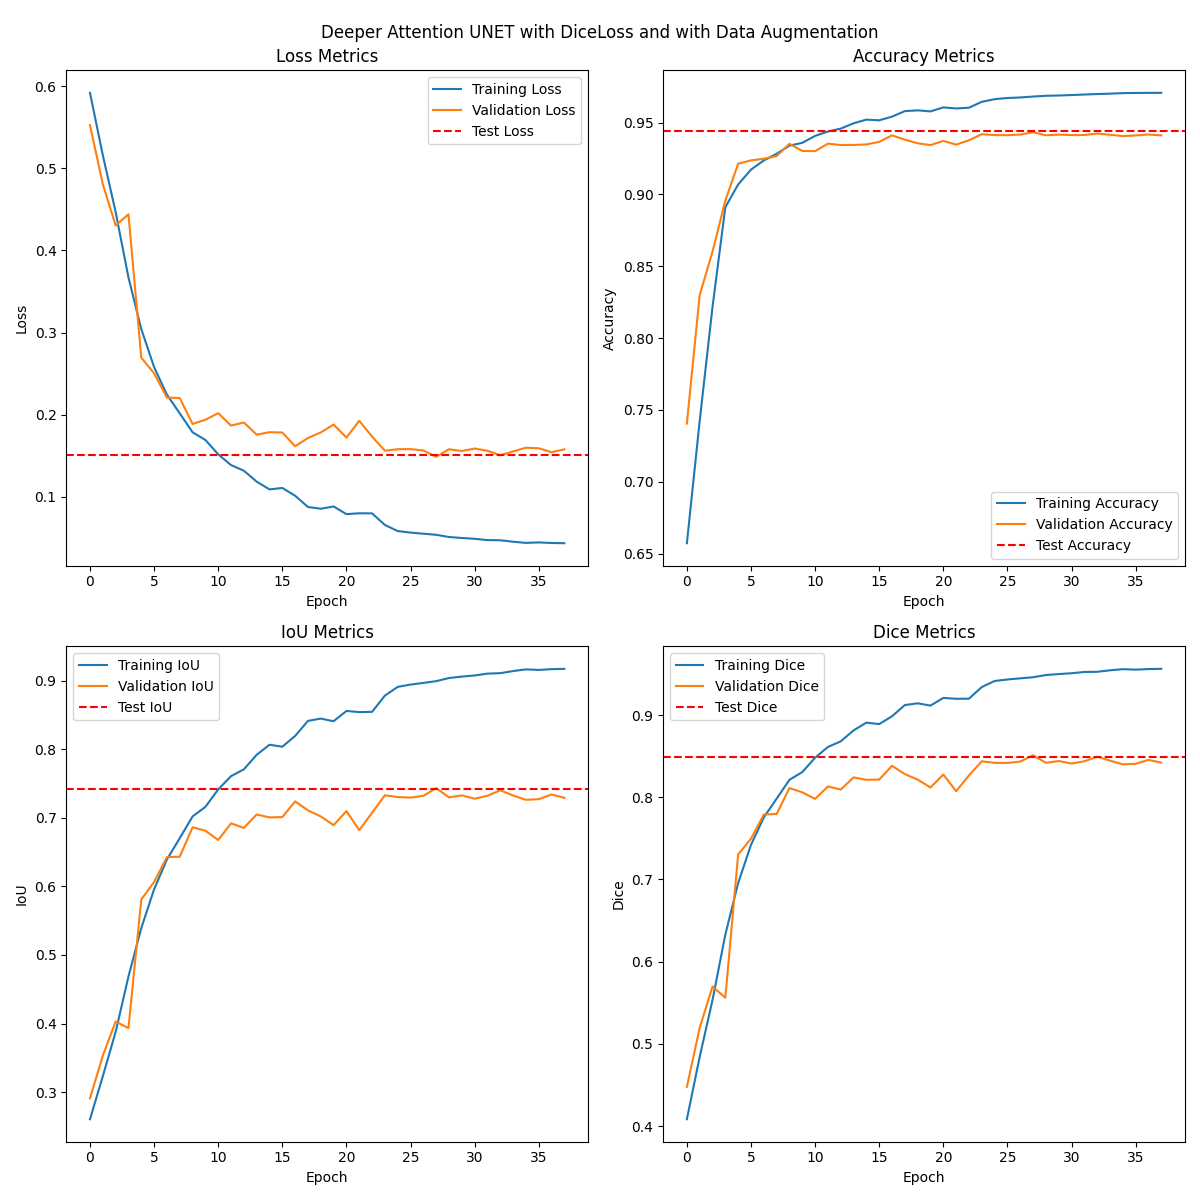 Deeper Attention UNET with DiceLoss and with Data Augmentation
Loss Metrics
Training Loss
Validation Loss
Test Loss
0.6
0.5
0.4
0.3
0.2
0.1
Loss
0 5 10 15 20 25 30 35
Epoch
Accuracy Metrics
0.95
0.90
0.85
0.80
0.75
0.70
0.65
Accuracy
Training Accuracy
Validation Accuracy
Test Accuracy
0 5 10 15 20 25 30 35
Epoch
IoU Metrics
Training IoU
Validation IoU
Test IoU
0.9
0.8
0.7
0.6
0.5
0.4
0.3
IoU
0 5 10 15 20 25 30 35
Epoch
Dice Metrics
Training Dice
Validation Dice
Test Dice
0.9
0.8
0.7
0.6
0.5
0.4
Dice
0 5 10 15 20 25 30 35
Epoch